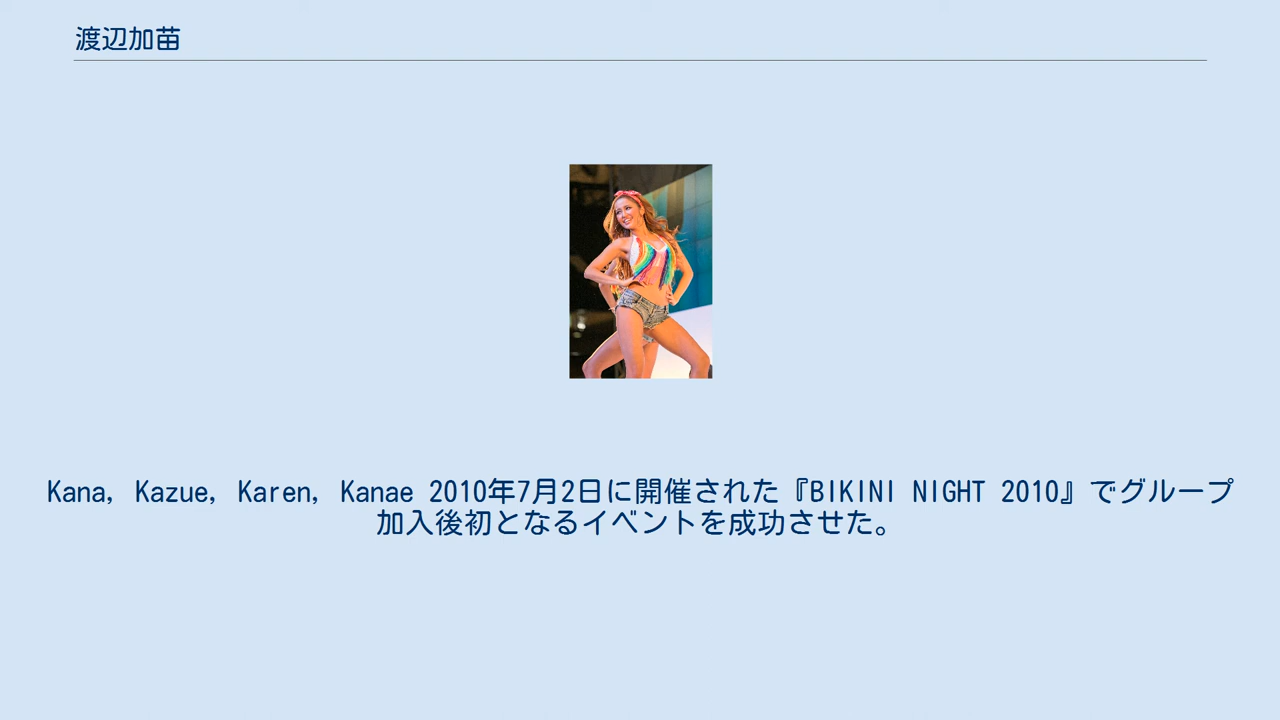 渡辺加苗
Kana, Kazue, Karen, Kanae 2010年7月2日に開催された『BIKINI NIGHT 2010』でグループ
加入後初となるイベントを成功させた。